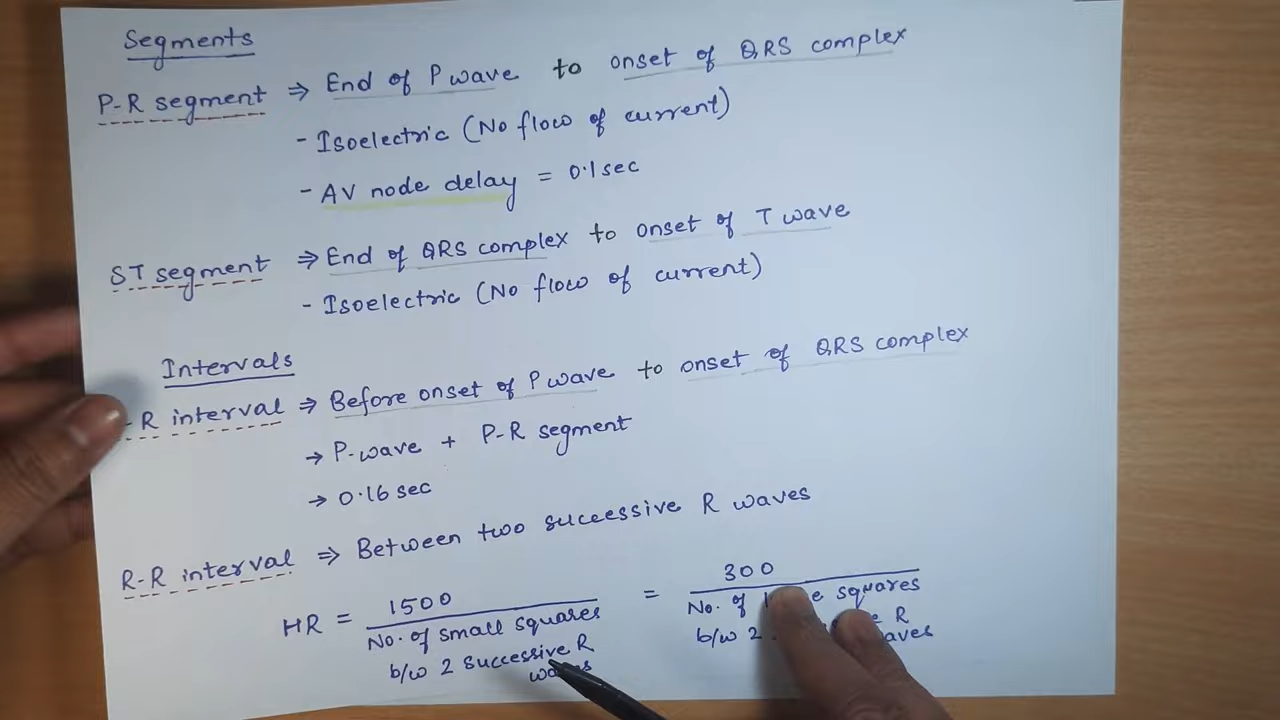 Segments
P-R segment ⇒ End of P wave to onset of QRS complex
- Isoelectric (No flow of current)
- AV node delay = 0.1 sec
ST segment ⇒ End of QRS complex to onset of T wave
- Isoelectric (No flow of current)
Intervals
-R interval ⇒ Before onset of P wave to onset of QRS complex
→ P-wave + P-R segment
→ 0.16 sec
R-R interval ⇒ Between two successive R waves
HR = 1500 = 300
No. of small squares No. of squares
b/w 2 successive R b/w 2 R